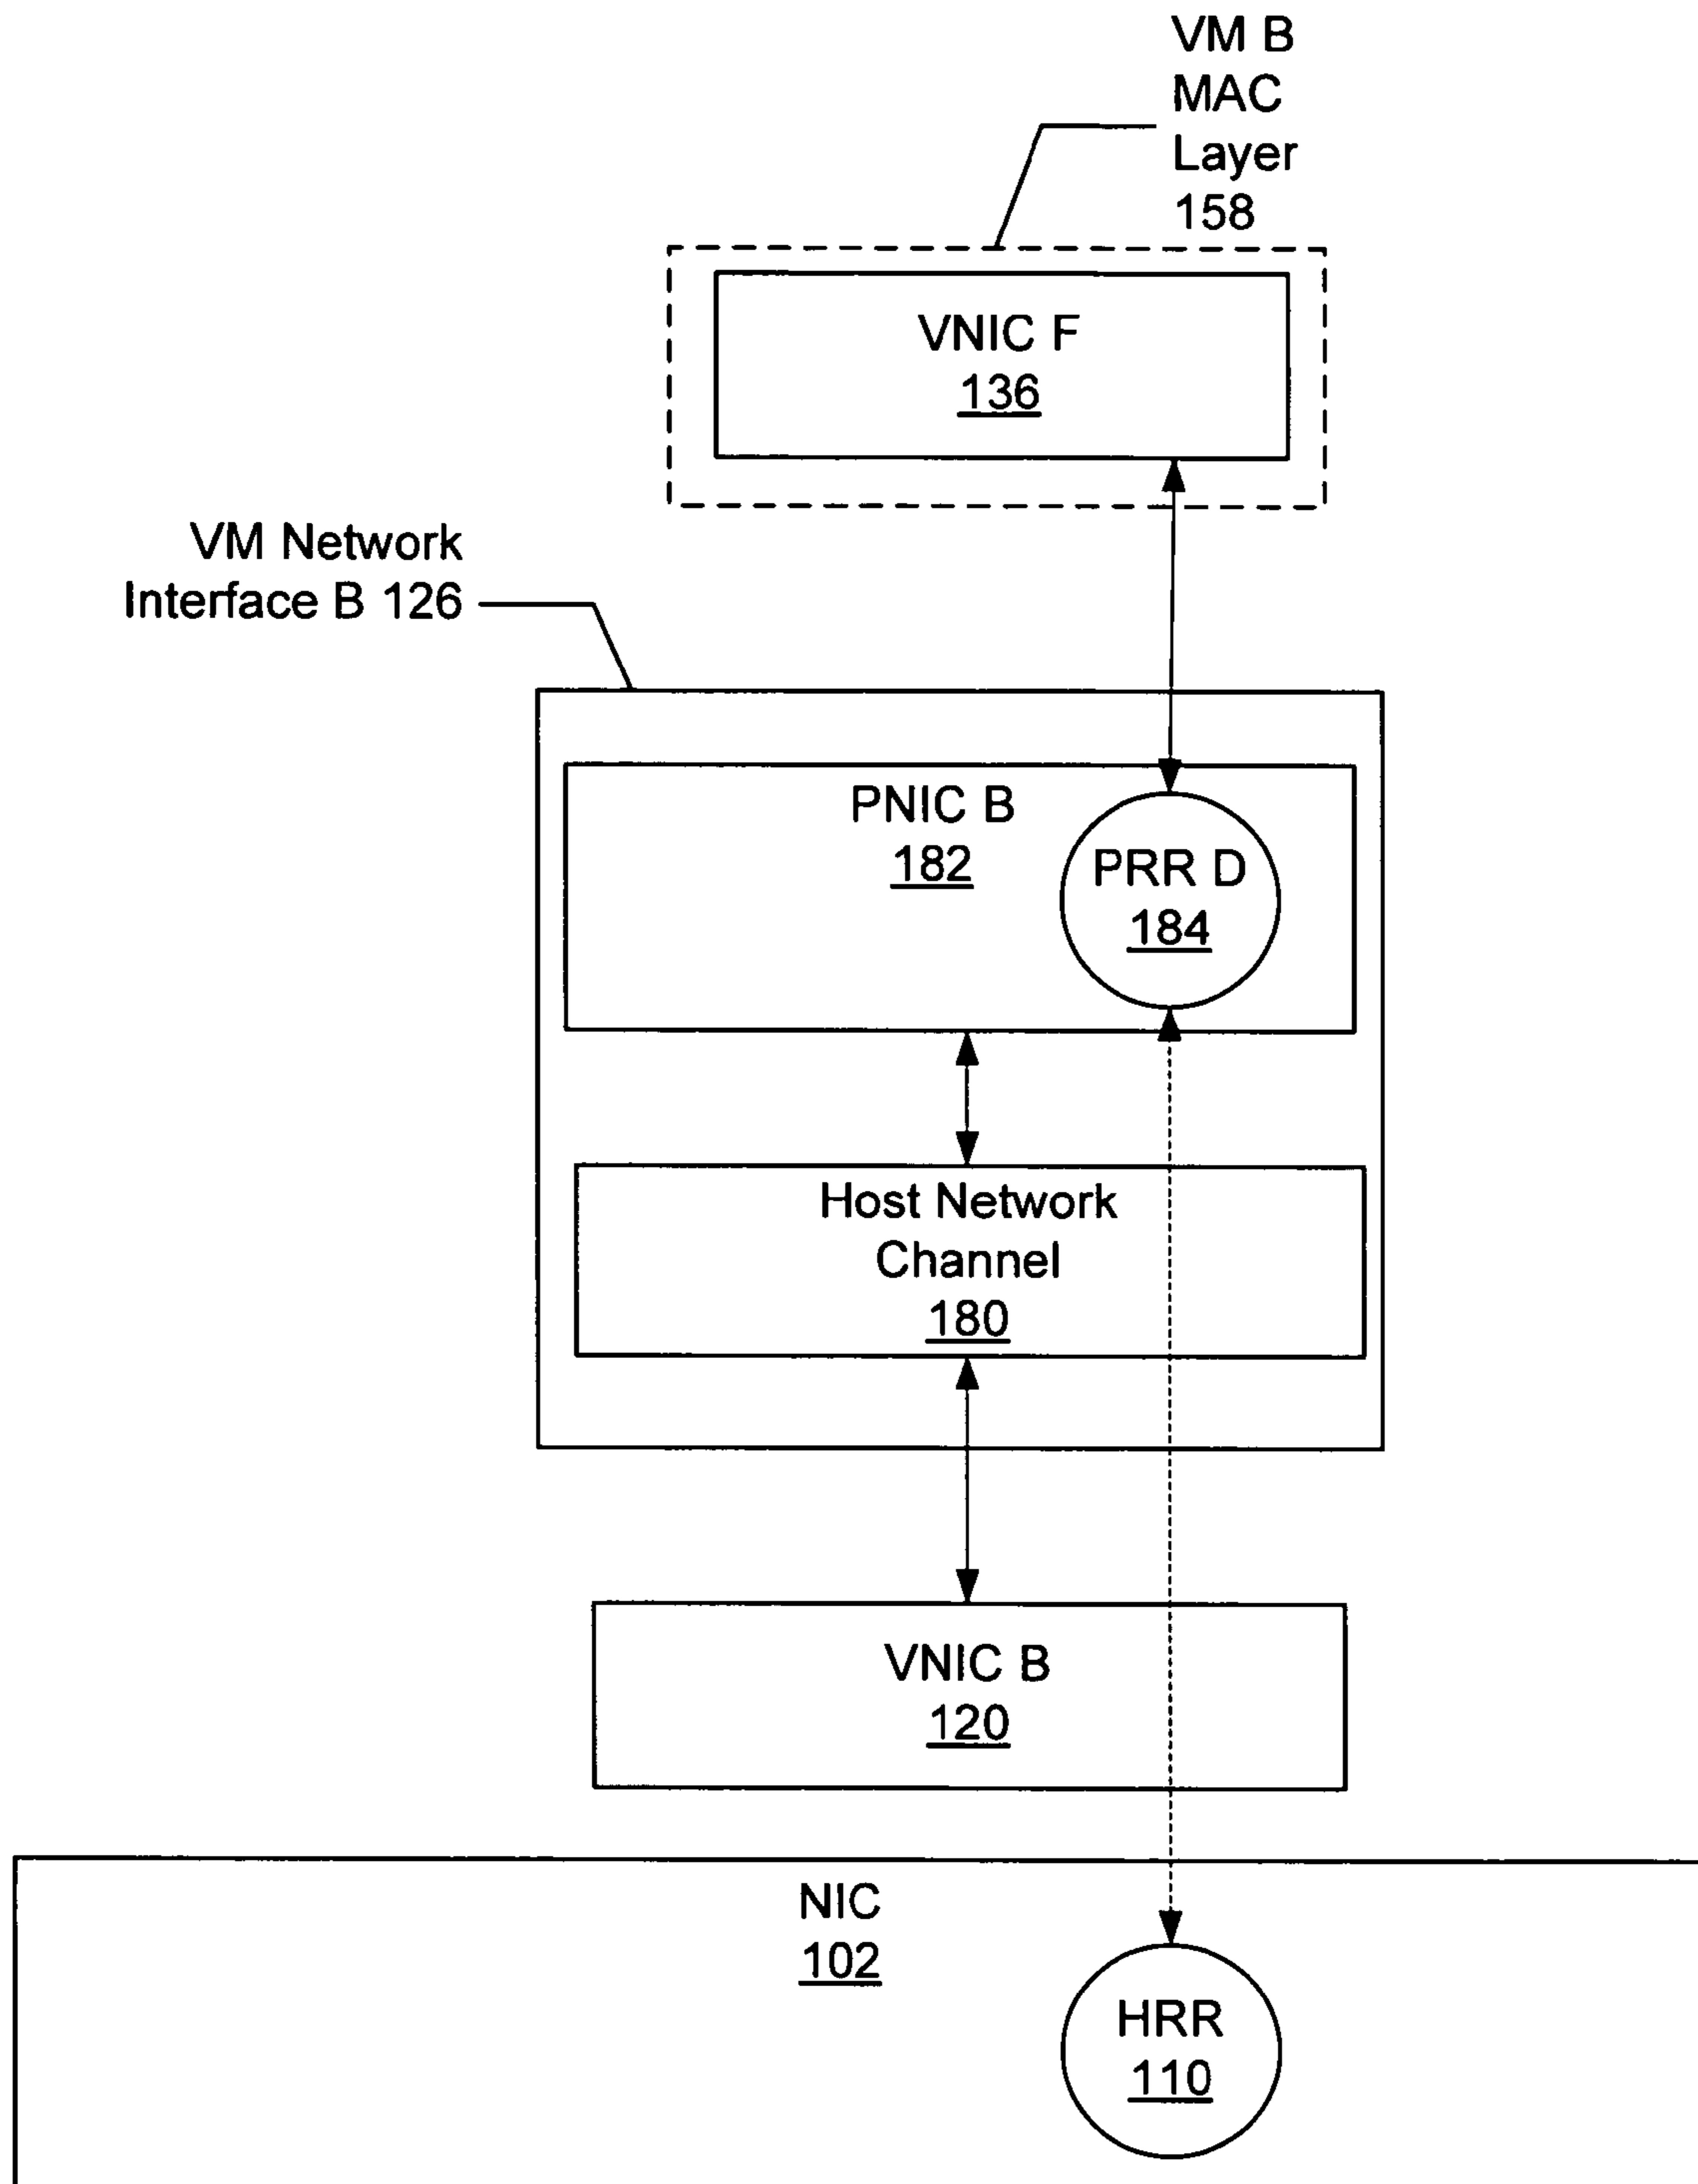 VM B
MAC
Layer
158
VNIC F
136
VM Network
Interface B 126
PNIC B
182
PRR D
184
Host Network
Channel
180
VNIC B
120
NIC
102
HRR
110